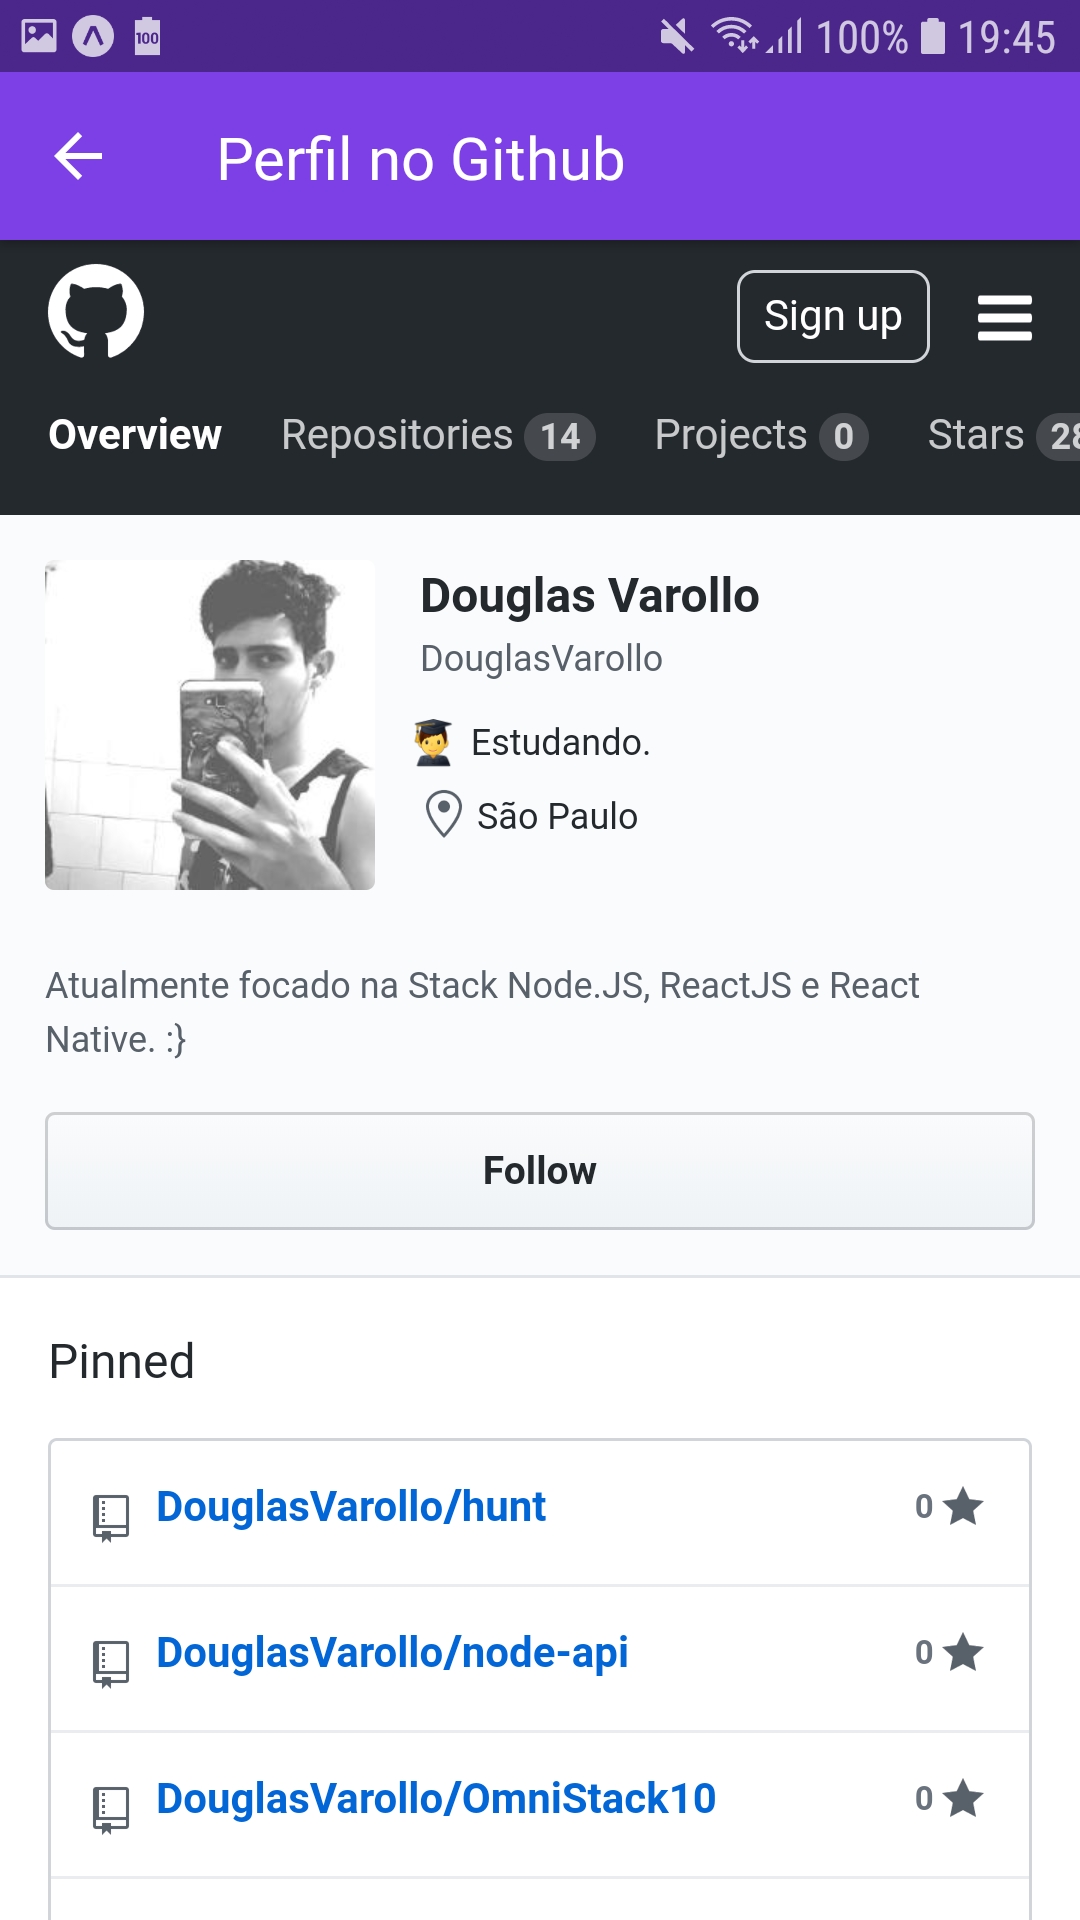 100 100% 19:45
Perfil no Github
Sign up
Overview Repositories 14 Projects 0 Stars 28
Douglas Varollo
DouglasVarollo
Estudando.
São Paulo
Atualmente focado na Stack Node.JS, ReactJS e React
Native. :}
Follow
Pinned
DouglasVarollo/hunt 0
DouglasVarollo/node-api 0
DouglasVarollo/OmniStack10 0